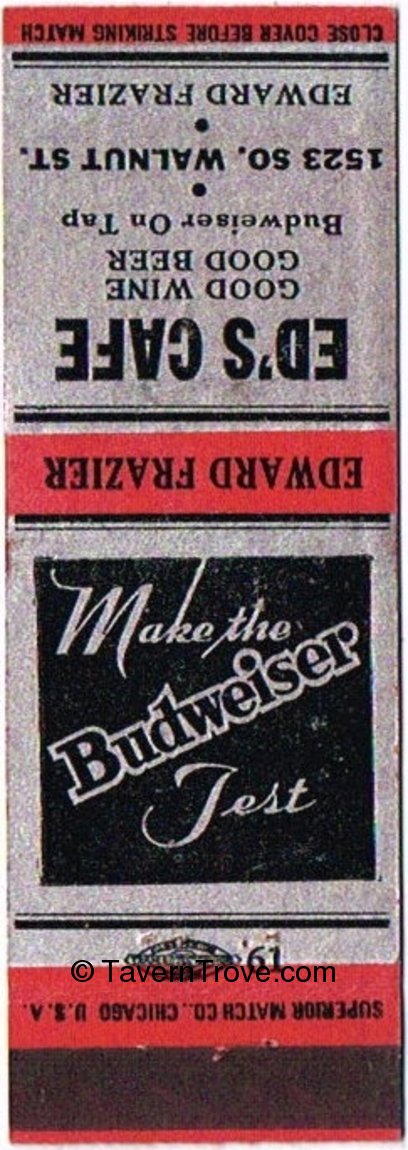 CLOSE COVER BEFORE STRIKING MATCH
EDWARD FRAZIER
•
1523 SO. WALNUT ST.
•
Budweiser On Tap
GOOD BEER
GOOD WINE
ED'S CAFE
EDWARD FRAZIER
Make the
Budweiser
Test
'61
© TavernTrove.com
SUPERIOR MATCH CO., CHICAGO U.S.A.